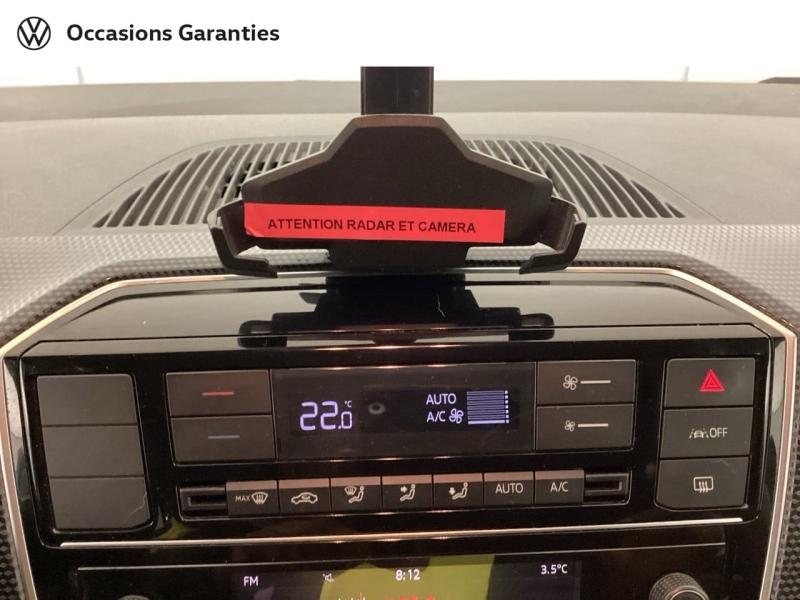 Occasions Garanties
ATTENTION RADAR ET CAMERA
22.0 °C
AUTO
A/C
OFF
MAX
AUTO
A/C
FM
8:12
3.5°C